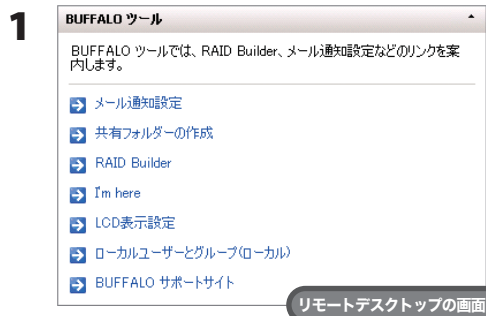 1
BUFFALO ツール
BUFFALO ツールでは、RAID Builder、メール通知設定などのリンクを案
内します。
メール通知設定
共有フォルダーの作成
RAID Builder
I'm here
LCD表示設定
ローカルユーザーとグループ(ローカル)
BUFFALO サポートサイト
リモートデスクトップの画面